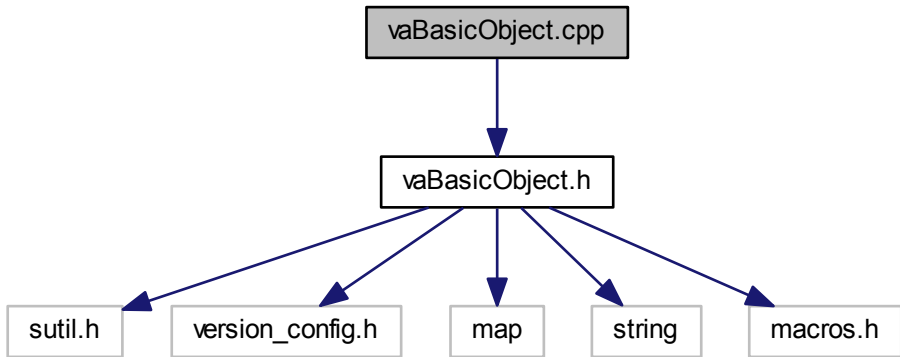 vaBasicObject.cpp
vaBasicObject.h
sutil.h
version_config.h
map
string
macros.h